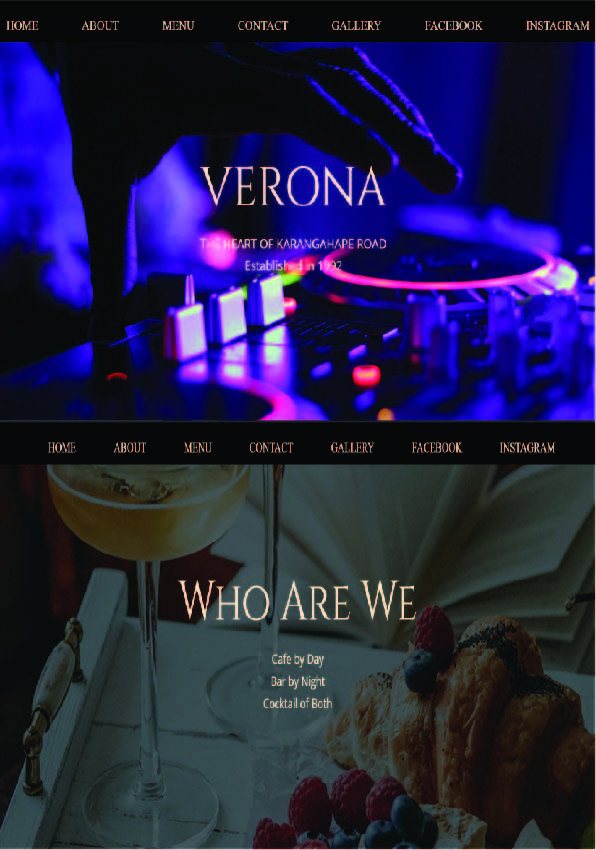 HOME ABOUT MENU CONTACT GALLERY FACEBOOK INSTAGRAM
VERONA
THE HEART OF KARANGAHAPE ROAD
Established in 1992
HOME ABOUT MENU CONTACT GALLERY FACEBOOK INSTAGRAM
WHO ARE WE
Cafe by Day
Bar by Night
Cocktail of Both